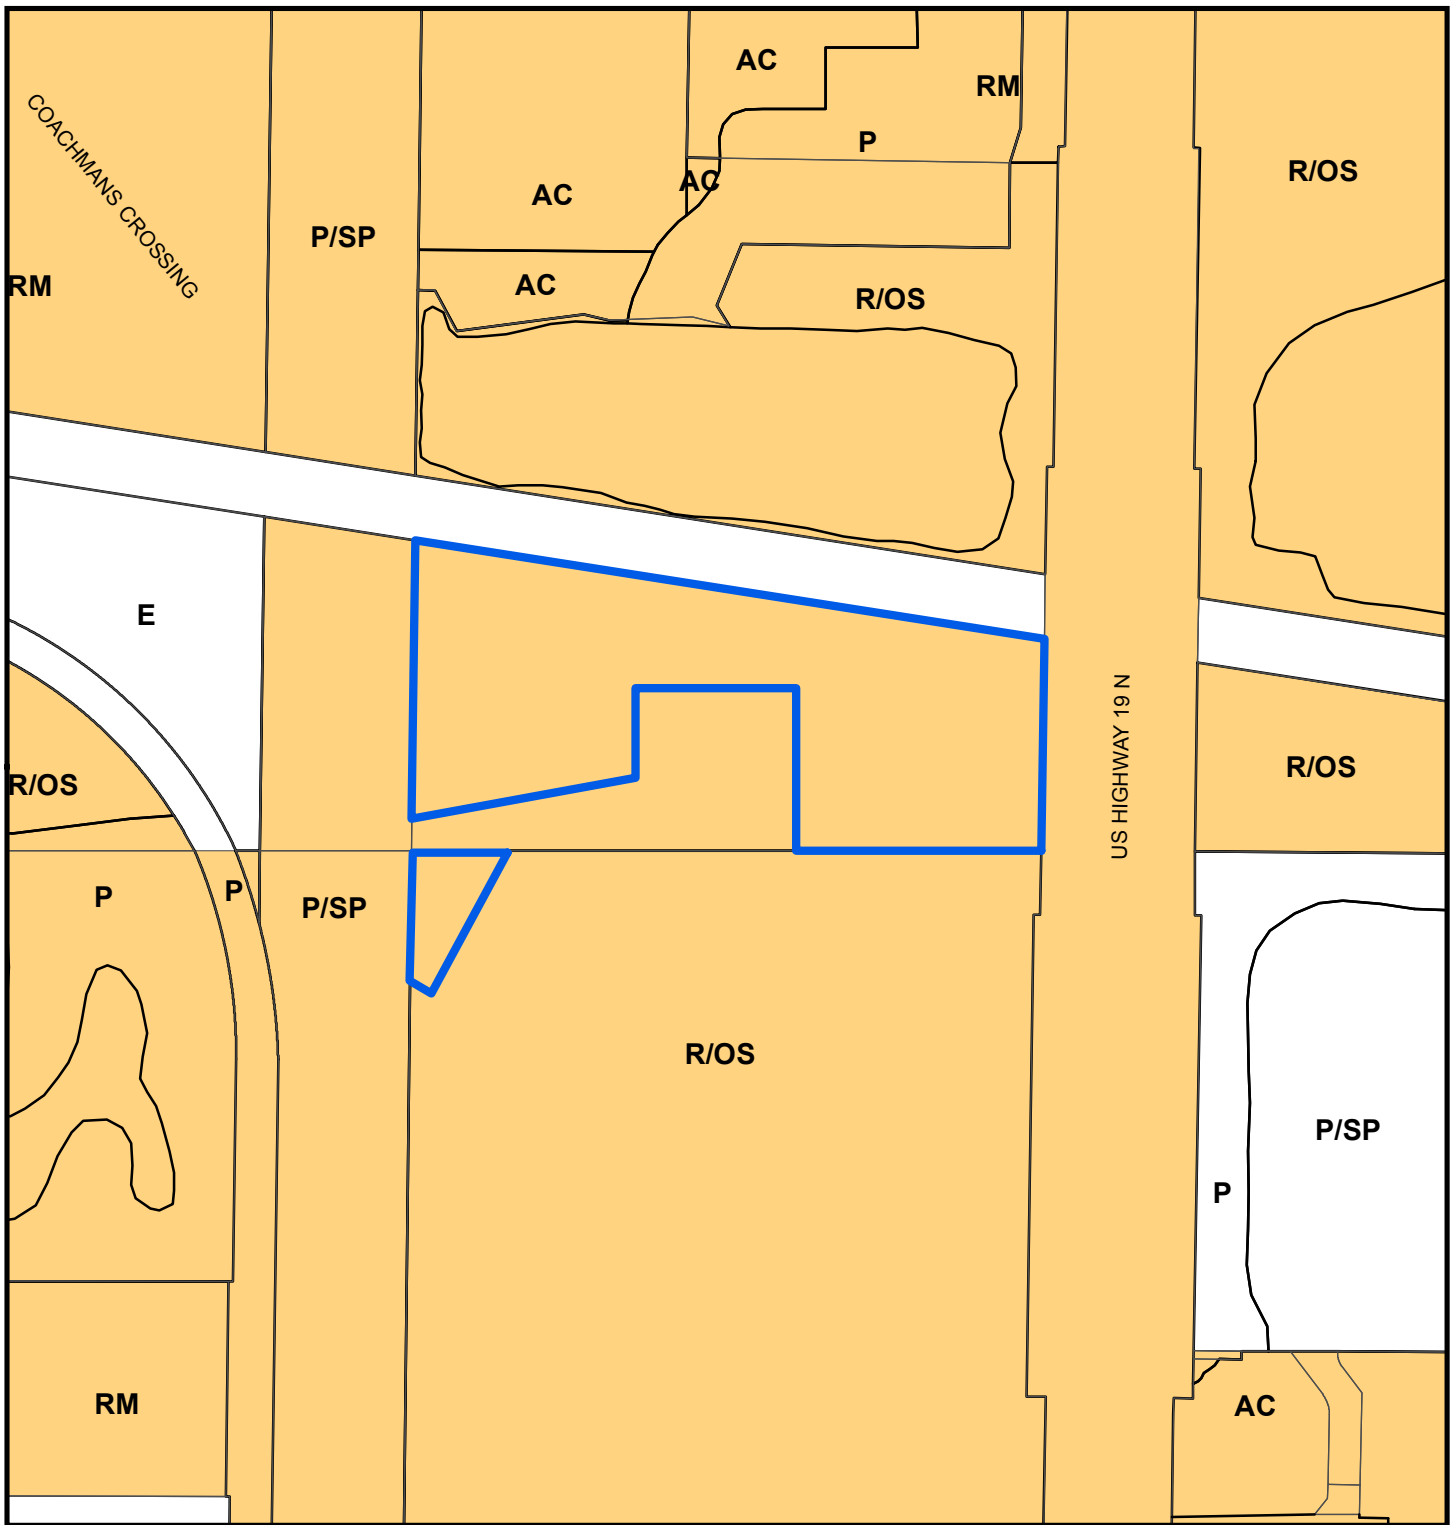 AC
RM
P
R/OS
COACHMANS CROSSING
AC
AC
P/SP
RM
AC
R/OS
E
US HIGHWAY 19 N
R/OS
R/OS
P
P
P/SP
R/OS
P/SP
P
RM
AC